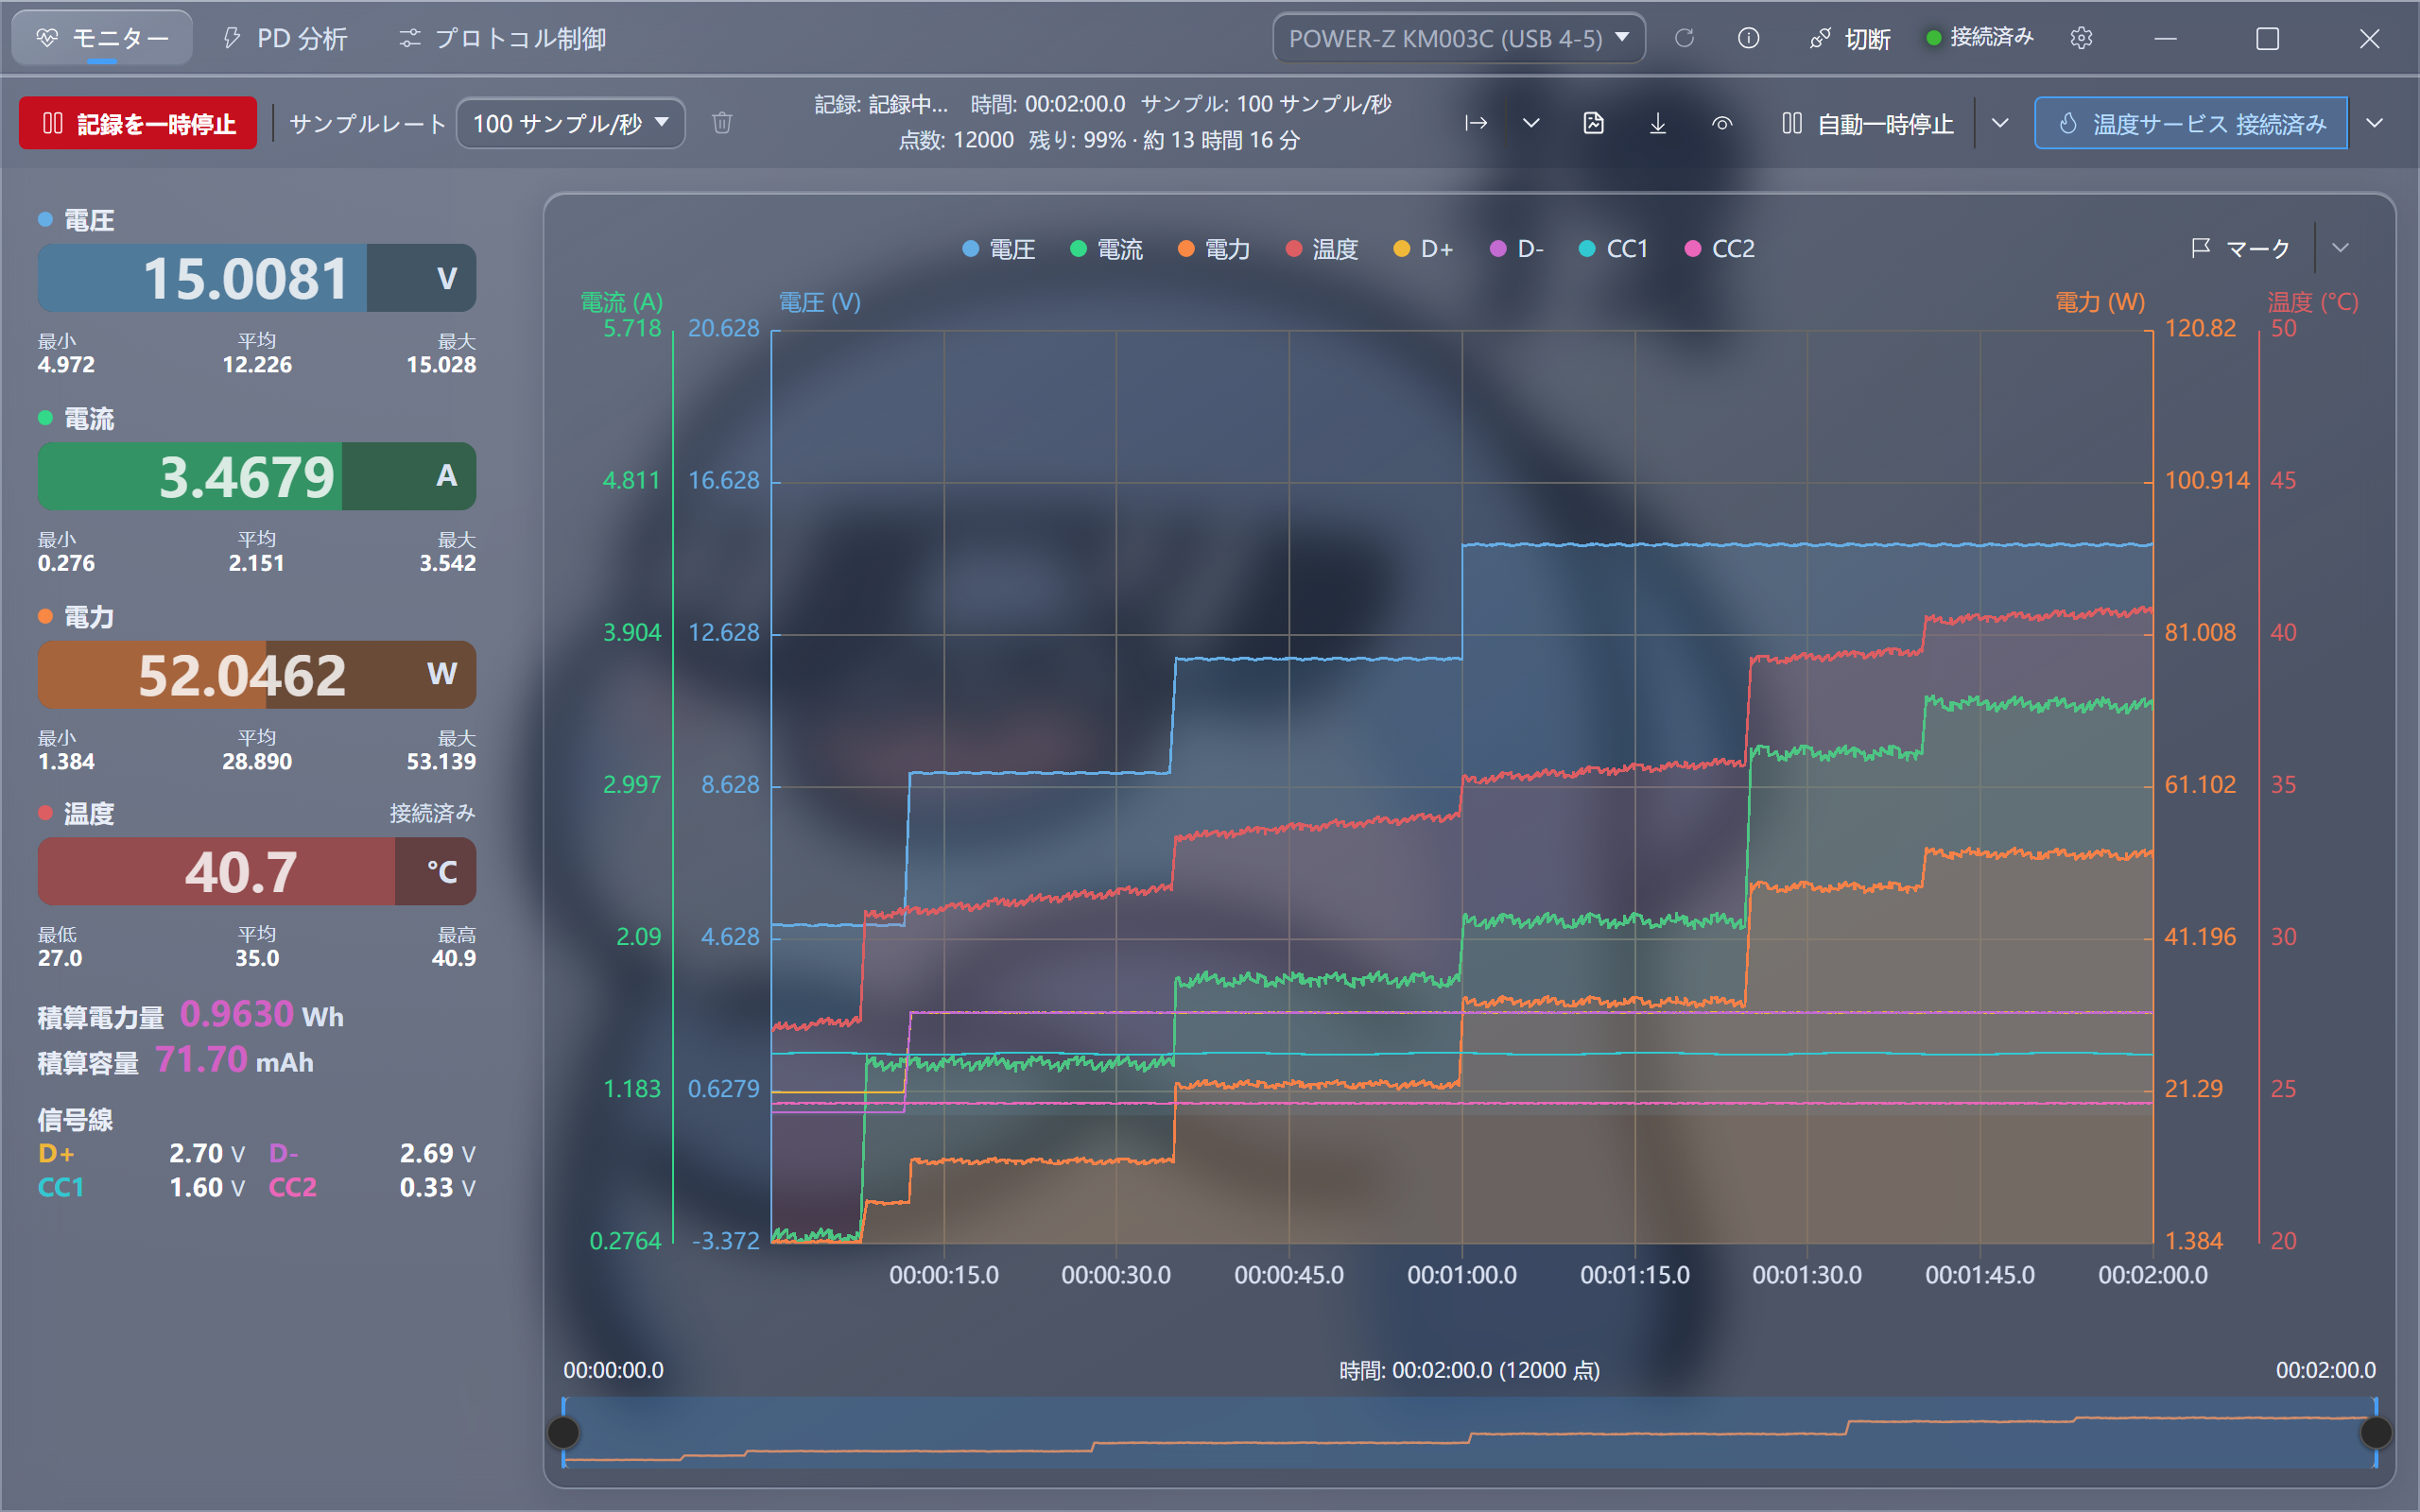 モニター PD 分析 プロトコル制御 POWER-Z KM003C (USB 4-5) 切断 接続済み
記録を一時停止 サンプルレート 100 サンプル/秒
記録: 記録中... 時間: 00:02:00.0 サンプル: 100 サンプル/秒
点数: 12000 残り: 99% · 約 13 時間 16 分
自動一時停止 温度サービス 接続済み
電圧
15.0081 V
最小 平均 最大
4.972 12.226 15.028
電流
3.4679 A
最小 平均 最大
0.276 2.151 3.542
電力
52.0462 W
最小 平均 最大
1.384 28.890 53.139
温度 接続済み
40.7 °C
最低 平均 最高
27.0 35.0 40.9
積算電力量 0.9630 Wh
積算容量 71.70 mAh
信号線
D+ 2.70 V D- 2.69 V
CC1 1.60 V CC2 0.33 V
電圧 電流 電力 温度 D+ D- CC1 CC2 マーク
電流 (A) 電圧 (V) 電力 (W) 温度 (°C)
5.718 20.628 120.82 50
4.811 16.628 100.914 45
3.904 12.628 81.008 40
2.997 8.628 61.102 35
2.09 4.628 41.196 30
1.183 0.6279 21.29 25
0.2764 -3.372 1.384 20
00:00:15.0 00:00:30.0 00:00:45.0 00:01:00.0 00:01:15.0 00:01:30.0 00:01:45.0 00:02:00.0
00:00:00.0 時間: 00:02:00.0 (12000 点) 00:02:00.0